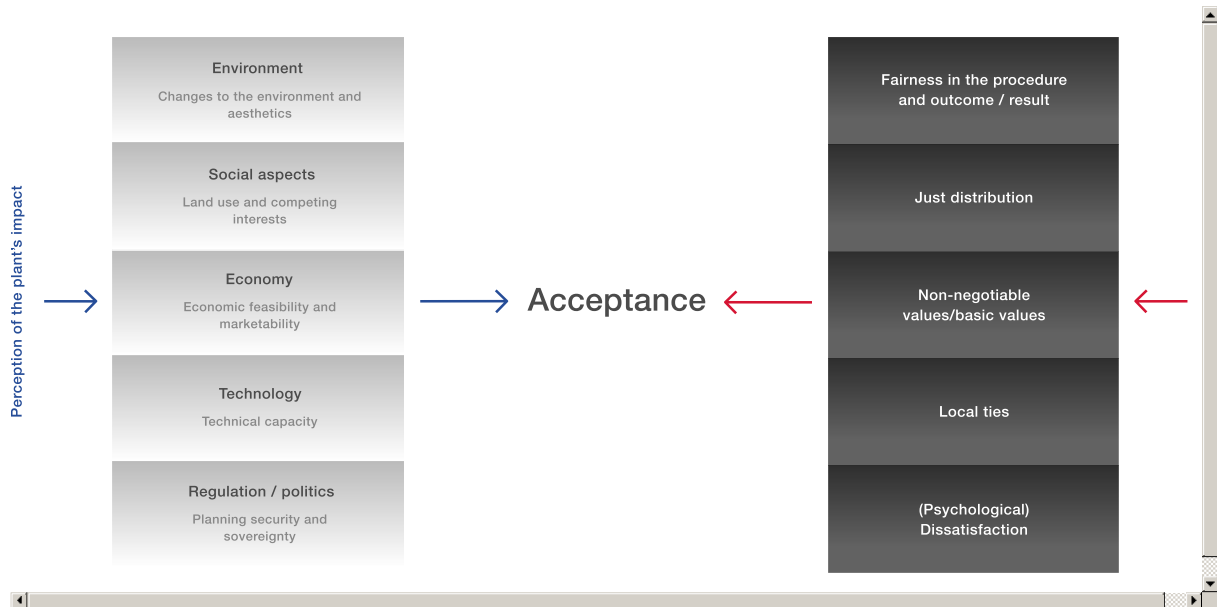 Perception of the plant's impact
Environment
Changes to the environment and
aesthetics
Social aspects
Land use and competing
interests
Economy
Economic feasibility and
marketability
Technology
Technical capacity
Regulation / politics
Planning security and
sovereignty
Acceptance
Fairness in the procedure
and outcome / result
Just distribution
Non-negotiable
values/basic values
Local ties
(Psychological)
Dissatisfaction